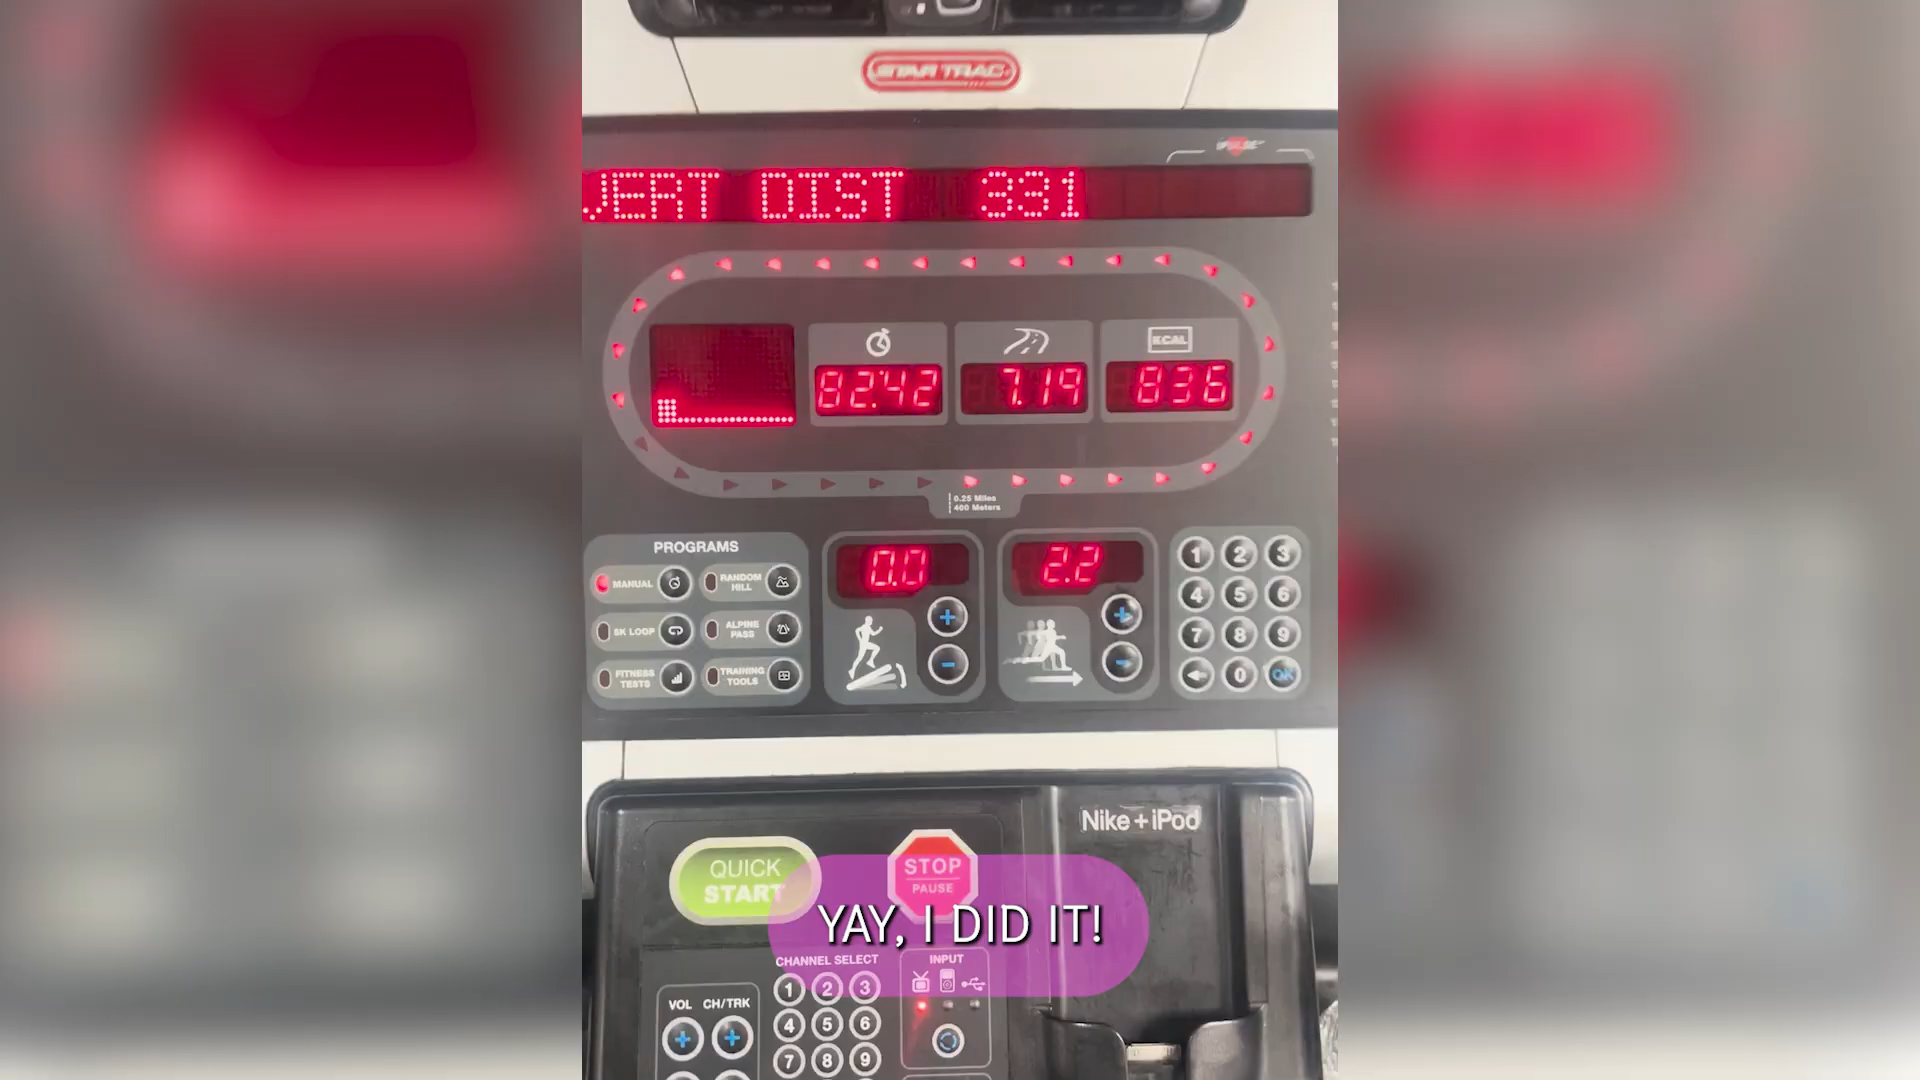 STAR TRAC
VERT DIST 331
KCAL
82:42
7.19
836
0.25 Miles
400 Meters
PROGRAMS
MANUAL
RANDOM HILL
5K LOOP
ALPINE PASS
FITNESS TESTS
TRAINING TOOLS
0.0
2.2
1 2 3
4 5 6
7 8 9
0 OK
Nike + iPod
QUICK START
STOP
PAUSE
YAY, I DID IT!
CHANNEL SELECT
INPUT
VOL CH/TRK
1 2 3
4 5 6
7 8 9